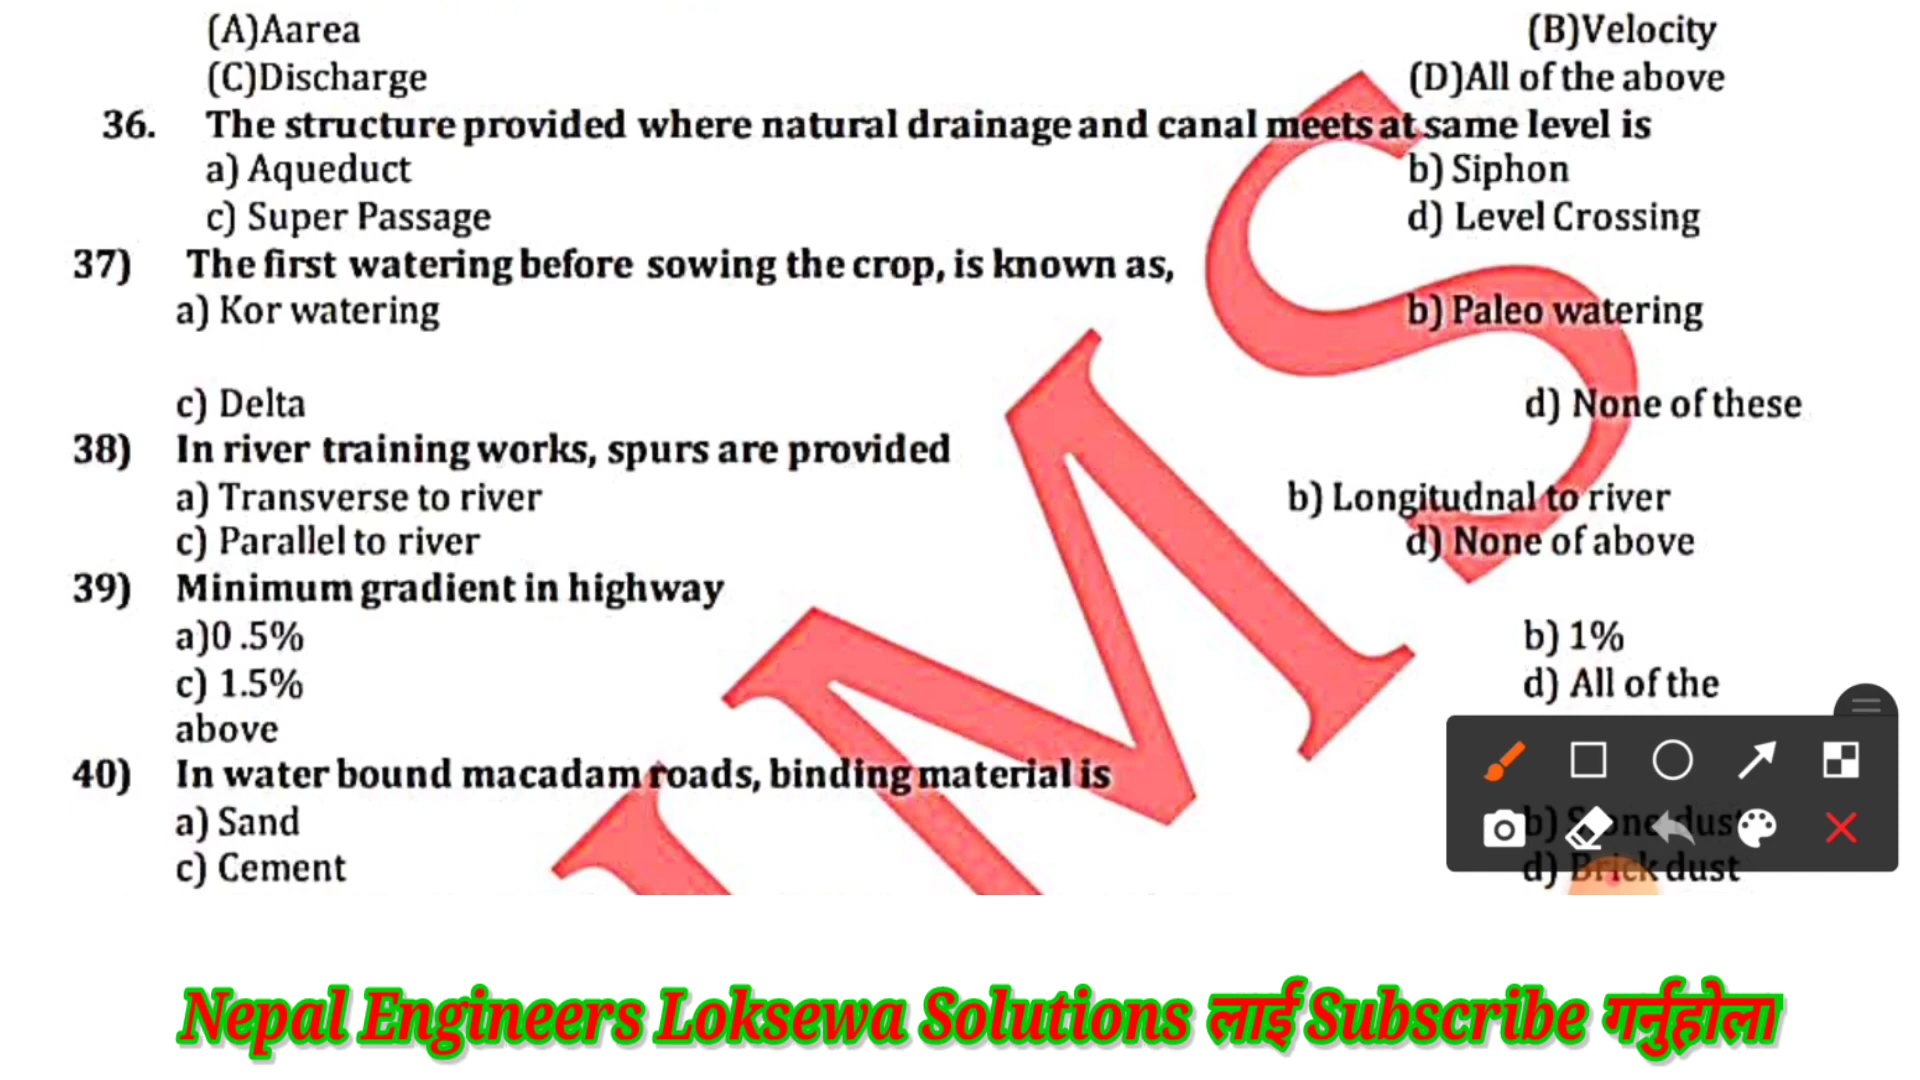 (A)Aarea (B)Velocity
(C)Discharge (D)All of the above
36. The structure provided where natural drainage and canal meets at same level is
a) Aqueduct b) Siphon
c) Super Passage d) Level Crossing
37) The first watering before sowing the crop, is known as,
a) Kor watering b) Paleo watering
c) Delta d) None of these
38) In river training works, spurs are provided
a) Transverse to river b) Longitudnal to river
c) Parallel to river d) None of above
39) Minimum gradient in highway
a)0 .5% b) 1%
c) 1.5% d) All of the
above
40) In water bound macadam roads, binding material is
a) Sand b) Stone dust
c) Cement d) Brick dust
MS
Nepal Engineers Loksewa Solutions लाई Subscribe गर्नुहोला